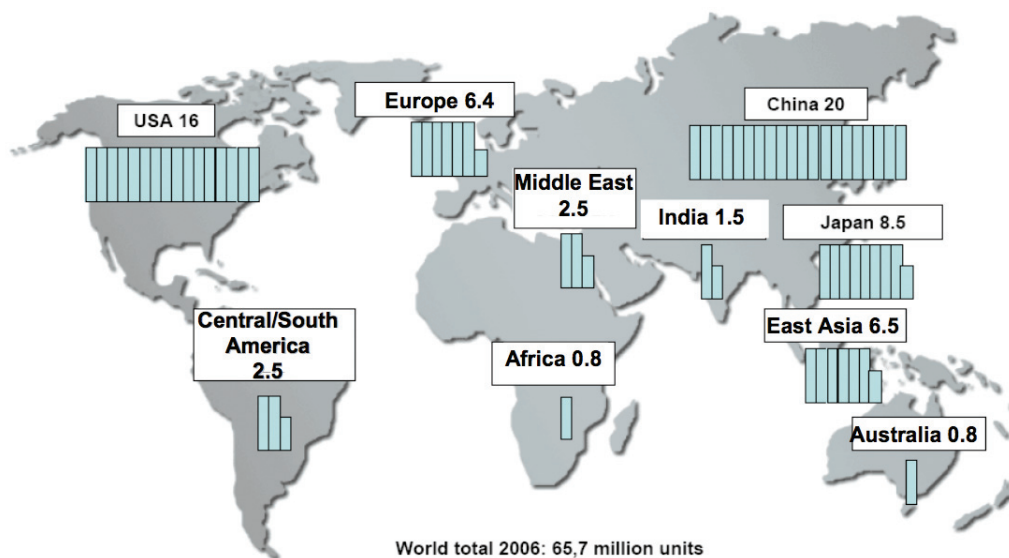 Europe 6.4
USA 16
China 20
Middle East
2.5
India 1.5
Japan 8.5
Central/South
America
2.5
East Asia 6.5
Africa 0.8
Australia 0.8
World total 2006: 65,7 million units